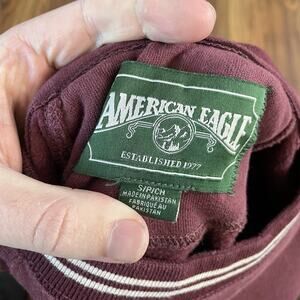 AMERICAN EAGLE
ESTABLISHED 1977
S/P/CH
MADE IN PAKISTAN
FABRIQUÉ AU
PAKISTAN